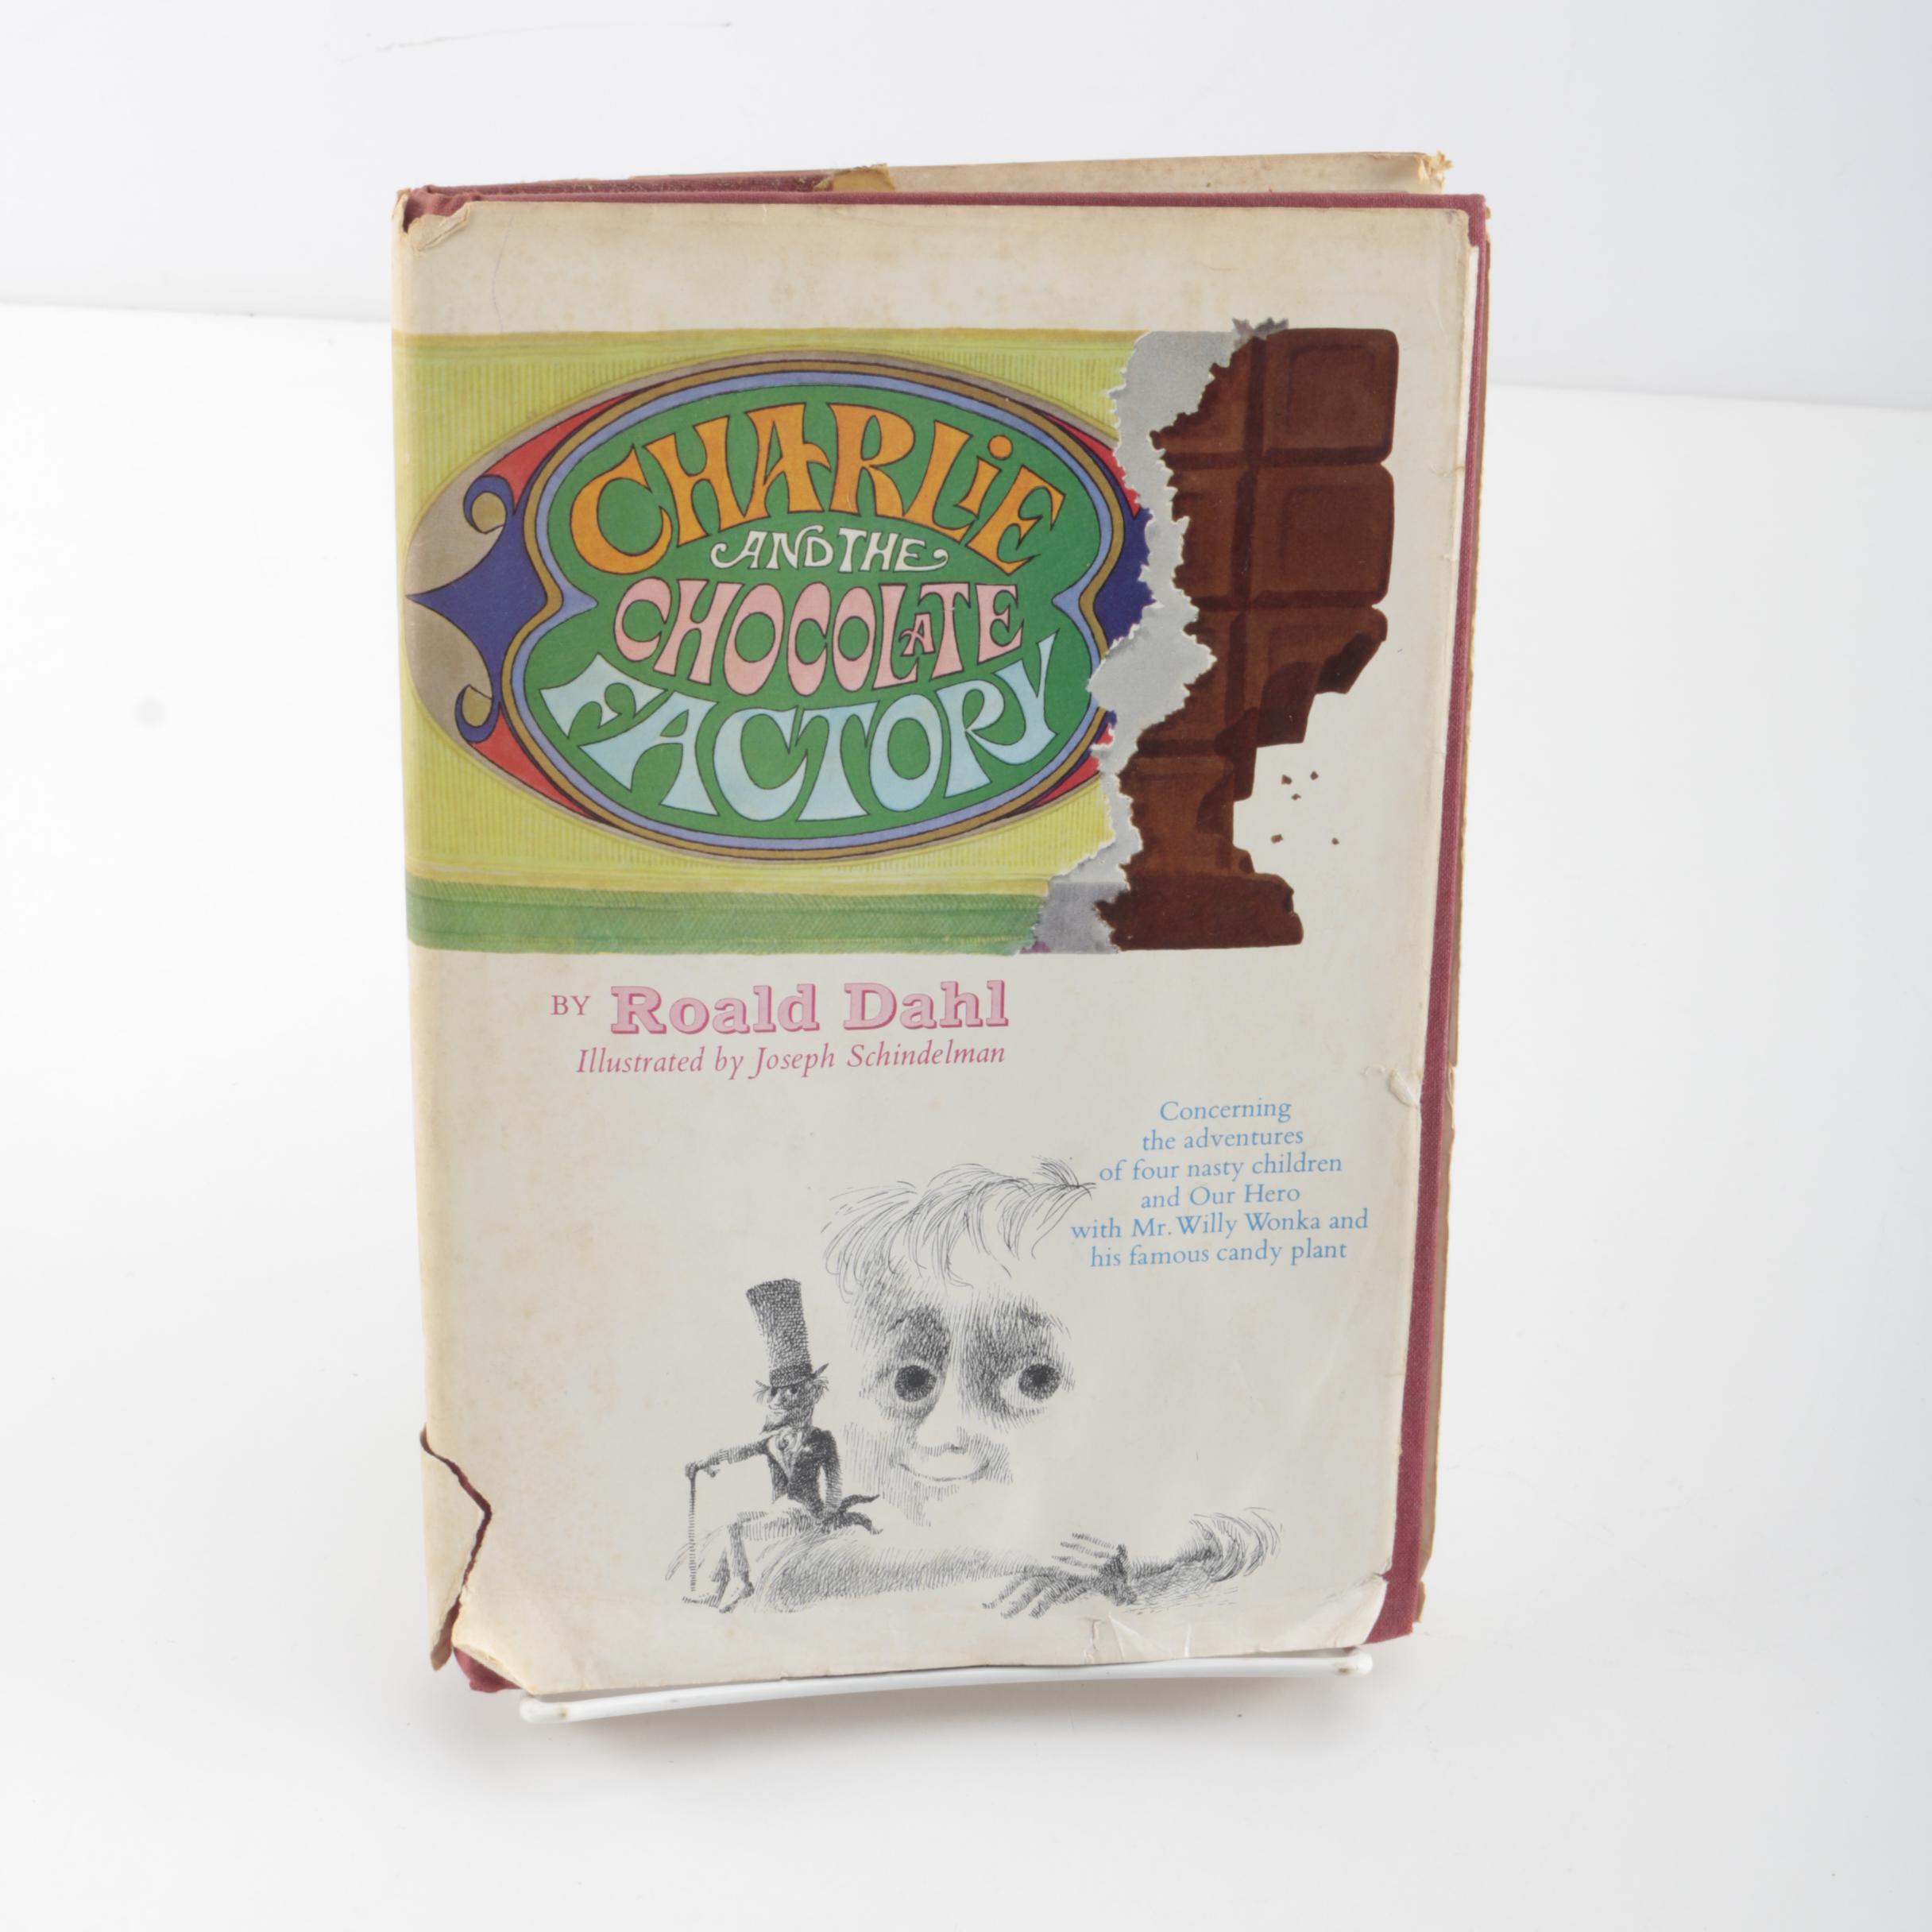 CHARLiE
AND THE
CHOCOLATE
FACTORY
BY Roald Dahl
Illustrated by Joseph Schindelman
Concerning
the adventures
of four nasty children
and Our Hero
with Mr. Willy Wonka and
his famous candy plant